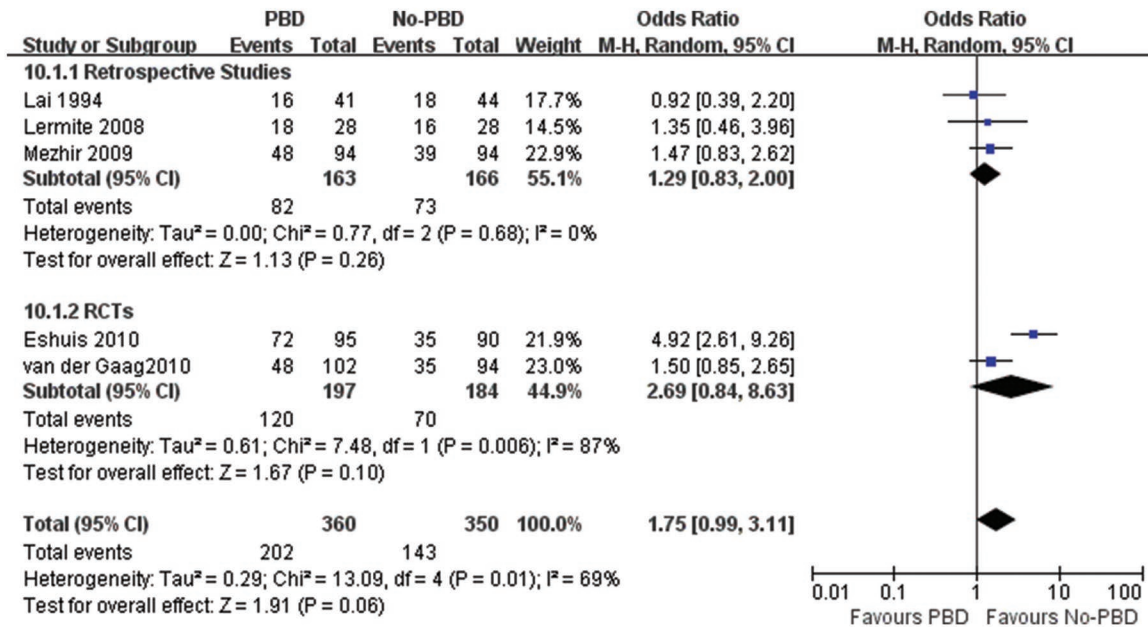 PBD No-PBD Odds Ratio Odds Ratio
Study or Subgroup Events Total Events Total Weight M-H, Random, 95% CI M-H, Random, 95% CI
10.1.1 Retrospective Studies
Lai 1994 16 41 18 44 17.7% 0.92 [0.39, 2.20]
Lermite 2008 18 28 16 28 14.5% 1.35 [0.46, 3.96]
Mezhir 2009 48 94 39 94 22.9% 1.47 [0.83, 2.62]
Subtotal (95% CI) 163 166 55.1% 1.29 [0.83, 2.00]
Total events 82 73
Heterogeneity: Tau² = 0.00; Chi² = 0.77, df = 2 (P = 0.68); I² = 0%
Test for overall effect: Z = 1.13 (P = 0.26)
10.1.2 RCTs
Eshuis 2010 72 95 35 90 21.9% 4.92 [2.61, 9.26]
van der Gaag2010 48 102 35 94 23.0% 1.50 [0.85, 2.65]
Subtotal (95% CI) 197 184 44.9% 2.69 [0.84, 8.63]
Total events 120 70
Heterogeneity: Tau² = 0.61; Chi² = 7.48, df = 1 (P = 0.006); I² = 87%
Test for overall effect: Z = 1.67 (P = 0.10)
Total (95% CI) 360 350 100.0% 1.75 [0.99, 3.11]
Total events 202 143
Heterogeneity: Tau² = 0.29; Chi² = 13.09, df = 4 (P = 0.01); I² = 69%
Test for overall effect: Z = 1.91 (P = 0.06)
0.01 0.1 1 10 100
Favours PBD Favours No-PBD